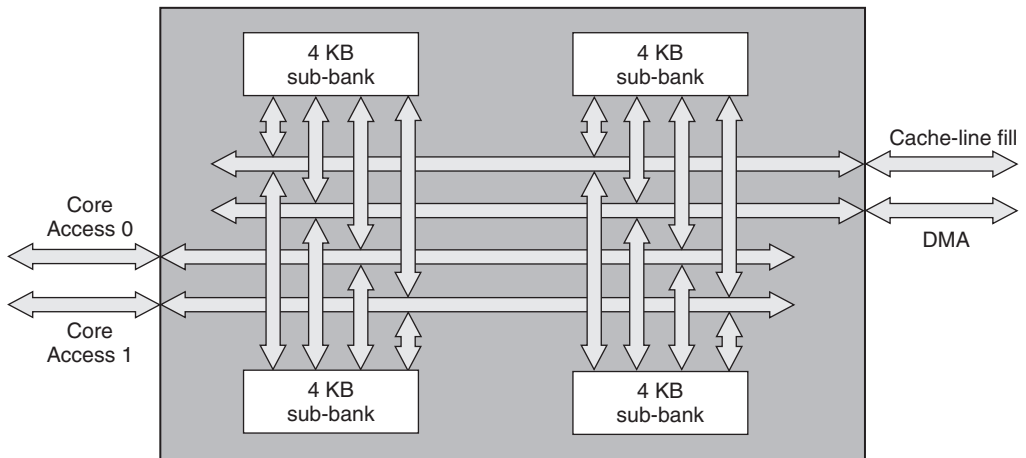 4 KB
sub-bank
4 KB
sub-bank
Cache-line fill
Core
Access 0
DMA
Core
Access 1
4 KB
sub-bank
4 KB
sub-bank